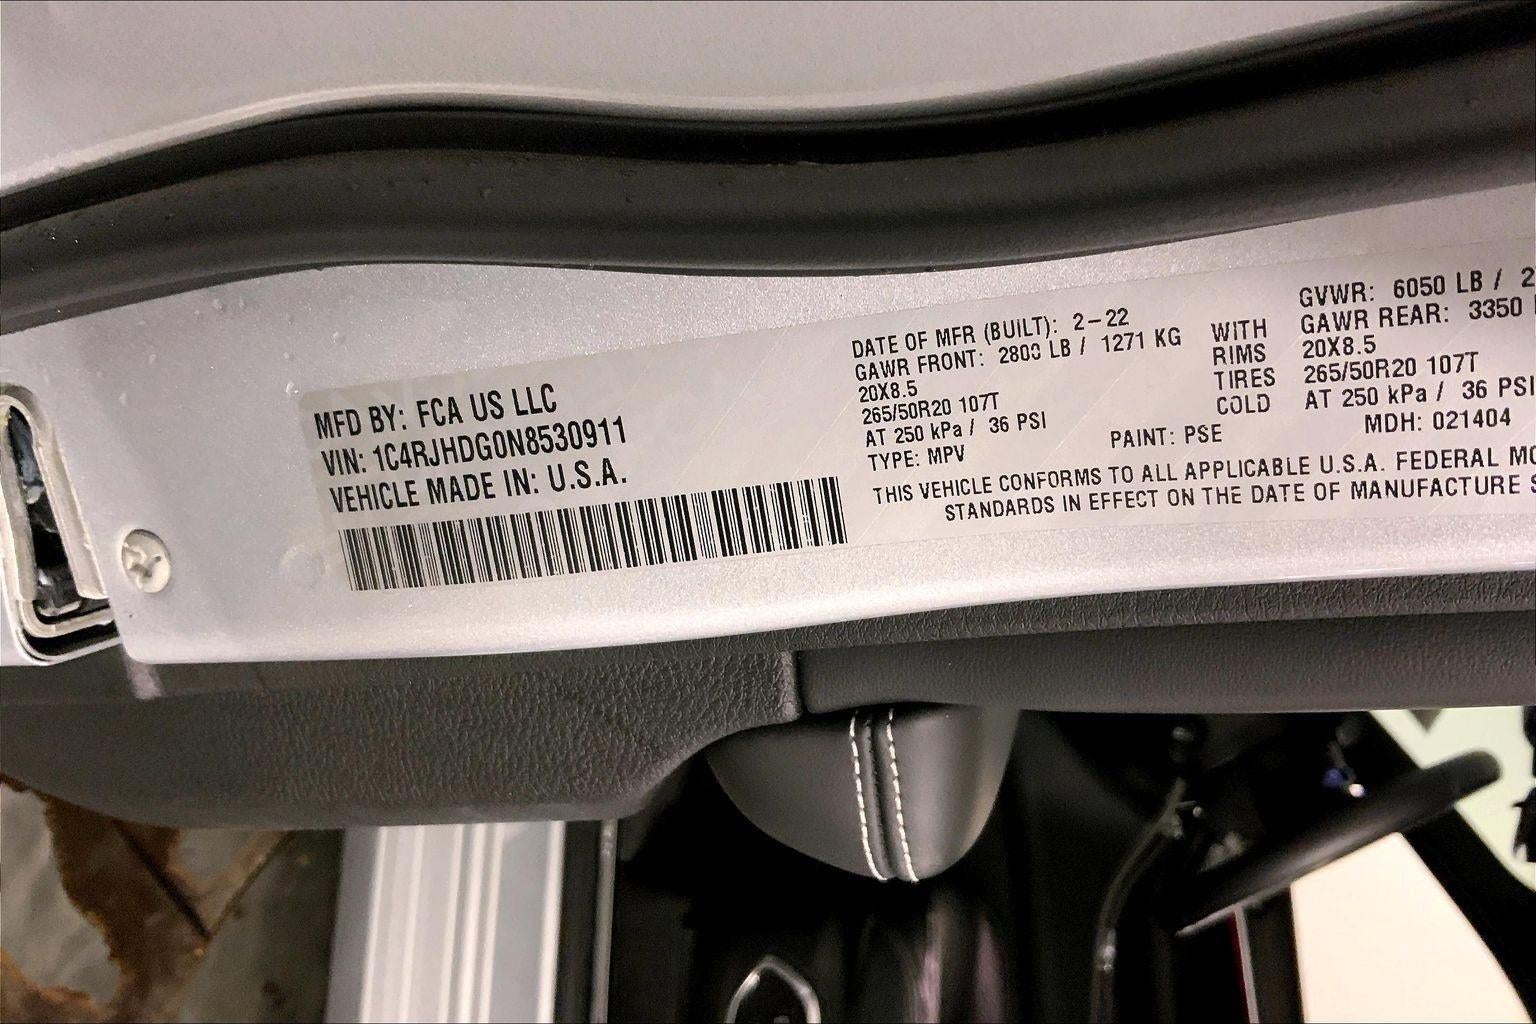 MFD BY: FCA US LLC
VIN: 1C4RJHDG0N8530911
VEHICLE MADE IN: U.S.A.
DATE OF MFR (BUILT): 2-22
GAWR FRONT: 2800 LB / 1271 KG
20X8.5
265/50R20 107T
AT 250 kPa / 36 PSI
TYPE: MPV
WITH
RIMS
TIRES
COLD
PAINT: PSE
GVWR: 6050 LB / 2
GAWR REAR: 3350
20X8.5
265/50R20 107T
AT 250 kPa / 36 PSI
MDH: 021404
THIS VEHICLE CONFORMS TO ALL APPLICABLE U.S.A. FEDERAL MO
STANDARDS IN EFFECT ON THE DATE OF MANUFACTURE S